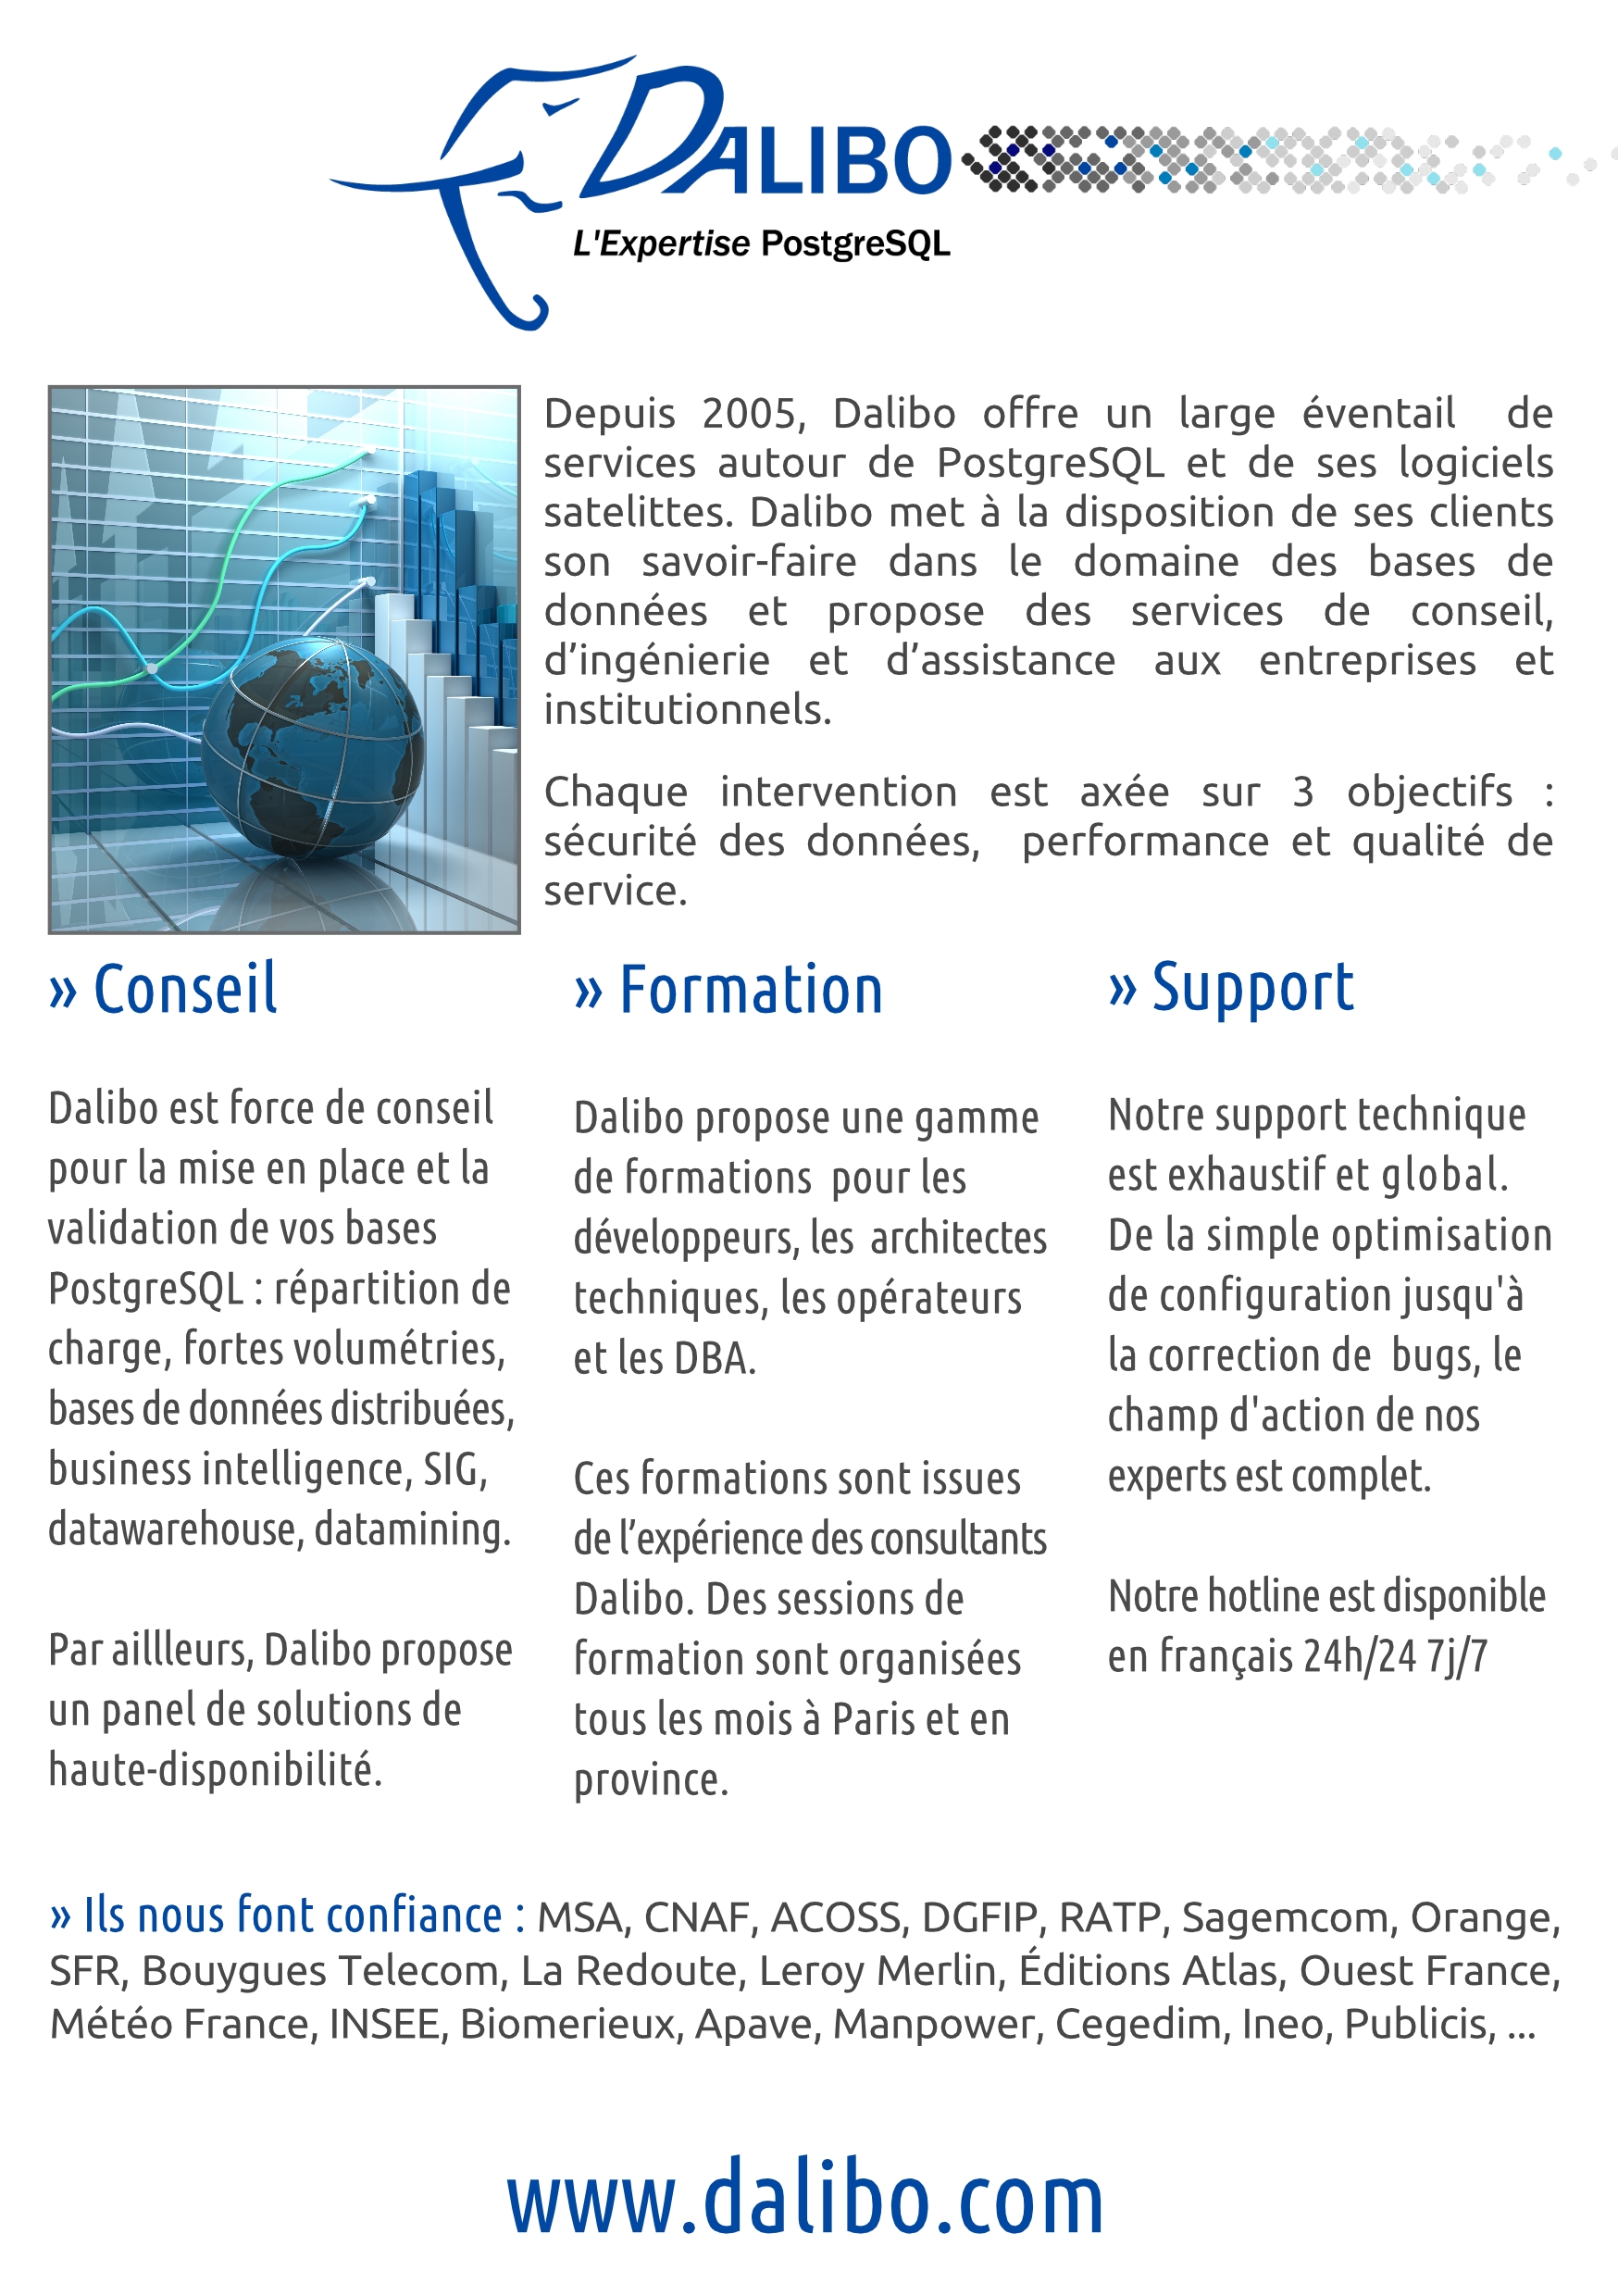 DALIBO
L'Expertise PostgreSQL
Depuis 2005, Dalibo offre un large éventail de
services autour de PostgreSQL et de ses logiciels
satelittes. Dalibo met à la disposition de ses clients
son savoir-faire dans le domaine des bases de
données et propose des services de conseil,
d’ingénierie et d’assistance aux entreprises et
institutionnels.
Chaque intervention est axée sur 3 objectifs :
sécurité des données, performance et qualité de
service.
» Conseil
Dalibo est force de conseil
pour la mise en place et la
validation de vos bases
PostgreSQL : répartition de
charge, fortes volumétries,
bases de données distribuées,
business intelligence, SIG,
datawarehouse, datamining.
Par aillleurs, Dalibo propose
un panel de solutions de
haute-disponibilité.
» Formation
Dalibo propose une gamme
de formations pour les
développeurs, les architectes
techniques, les opérateurs
et les DBA.
Ces formations sont issues
de l’expérience des consultants
Dalibo. Des sessions de
formation sont organisées
tous les mois à Paris et en
province.
» Support
Notre support technique
est exhaustif et global.
De la simple optimisation
de configuration jusqu'à
la correction de bugs, le
champ d'action de nos
experts est complet.
Notre hotline est disponible
en français 24h/24 7j/7
» Ils nous font confiance : MSA, CNAF, ACOSS, DGFIP, RATP, Sagemcom, Orange,
SFR, Bouygues Telecom, La Redoute, Leroy Merlin, Éditions Atlas, Ouest France,
Météo France, INSEE, Biomerieux, Apave, Manpower, Cegedim, Ineo, Publicis, ...
www.dalibo.com